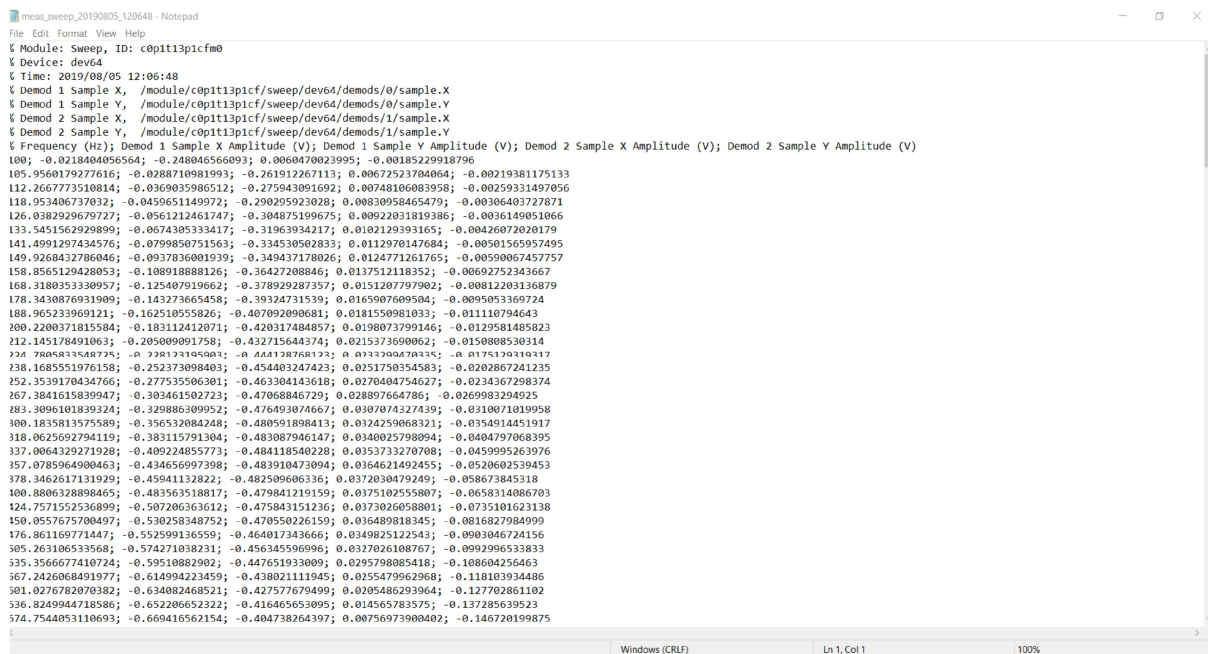 meas_sweep_20190805_120648 - Notepad
File Edit Format View Help
% Module: Sweep, ID: c0p1t13p1cfm0
% Device: dev64
% Time: 2019/08/05 12:06:48
% Demod 1 Sample X, /module/c0p1t13p1cf/sweep/dev64/demods/0/sample.X
% Demod 1 Sample Y, /module/c0p1t13p1cf/sweep/dev64/demods/0/sample.Y
% Demod 2 Sample X, /module/c0p1t13p1cf/sweep/dev64/demods/1/sample.X
% Demod 2 Sample Y, /module/c0p1t13p1cf/sweep/dev64/demods/1/sample.Y
% Frequency (Hz); Demod 1 Sample X Amplitude (V); Demod 1 Sample Y Amplitude (V); Demod 2 Sample X Amplitude (V); Demod 2 Sample Y Amplitude (V)
100; -0.0218404056564; -0.248046566093; 0.0060470023995; -0.00185229918796
105.9560179277616; -0.0288710981993; -0.261912267113; 0.00672523704064; -0.00219381175133
112.2667773510814; -0.0369035986512; -0.275943091692; 0.00748106083958; -0.00259331497056
118.953406737032; -0.0459651149972; -0.290295923028; 0.00830958465479; -0.00306403727871
126.0382929679727; -0.0561212461747; -0.304875199675; 0.00922031819386; -0.0036149051066
133.5451562929899; -0.0674305333417; -0.31963934217; 0.0102129393165; -0.00426072020179
141.4991297434576; -0.0799850751563; -0.334530502833; 0.0112970147684; -0.00501565957495
149.9268432786046; -0.0937836001939; -0.349437178026; 0.0124771261765; -0.00590067457757
158.8565129428053; -0.108918888126; -0.36427208846; 0.0137512118352; -0.00692752343667
168.3180353330957; -0.125407919662; -0.378929287357; 0.0151207797902; -0.00812203136879
178.3430876931909; -0.143273665458; -0.39324731539; 0.0165907609504; -0.0095053369724
188.965233969121; -0.162510555826; -0.407092090681; 0.0181550981033; -0.011110794643
200.2200371815584; -0.183112412071; -0.420317484857; 0.0198073799146; -0.0129581485823
212.145178491063; -0.205009091758; -0.432715644374; 0.0215373690062; -0.0150808530314
224.7805833548725; -0.228123195903; -0.444128768123; 0.0233299470335; -0.0175129319317
238.1685551976158; -0.252373098403; -0.454403247423; 0.0251750354583; -0.0202867241235
252.3539170434766; -0.277535506301; -0.463304143618; 0.0270404754627; -0.0234367298374
267.3841615839947; -0.303461502723; -0.47068846729; 0.028897664786; -0.0269983294925
283.3096101839324; -0.329886309952; -0.476493074667; 0.0307074327439; -0.0310071019958
300.1835813575589; -0.356532084248; -0.480591898413; 0.0324259068321; -0.0354914451917
318.0625692794119; -0.383115791304; -0.483087946147; 0.0340025798094; -0.0404797068395
337.0064329271928; -0.409224855773; -0.484118540228; 0.0353733270708; -0.0459995263976
357.0785964900463; -0.434656997398; -0.483910473094; 0.0364621492455; -0.0520602539453
378.3462617131929; -0.45941132822; -0.482509606336; 0.0372030479249; -0.058673845318
400.8806328898465; -0.483563518817; -0.479841219159; 0.0375102555807; -0.0658314086703
424.7571552536899; -0.507206363612; -0.475843151236; 0.0373026058801; -0.0735101623138
450.0557675700497; -0.530258348752; -0.470550226159; 0.036489818345; -0.0816827984999
476.861169771447; -0.552599136559; -0.464017343666; 0.0349825122543; -0.0903046724156
505.263106533568; -0.574271038231; -0.456345596996; 0.0327026108767; -0.0992996533833
535.3566677410724; -0.59510882902; -0.447651933009; 0.0295798085418; -0.108604256463
567.2426068491977; -0.614994223459; -0.438021111945; 0.0255479962968; -0.118103934486
601.0276782070382; -0.634082468521; -0.427577679499; 0.0205486293964; -0.127702861102
636.8249944718586; -0.652206652322; -0.416465653095; 0.014565783575; -0.137285639523
674.7544053110693; -0.669416562154; -0.404738264397; 0.00756973900402; -0.146720199875
Windows (CRLF) Ln 1, Col 1 100%